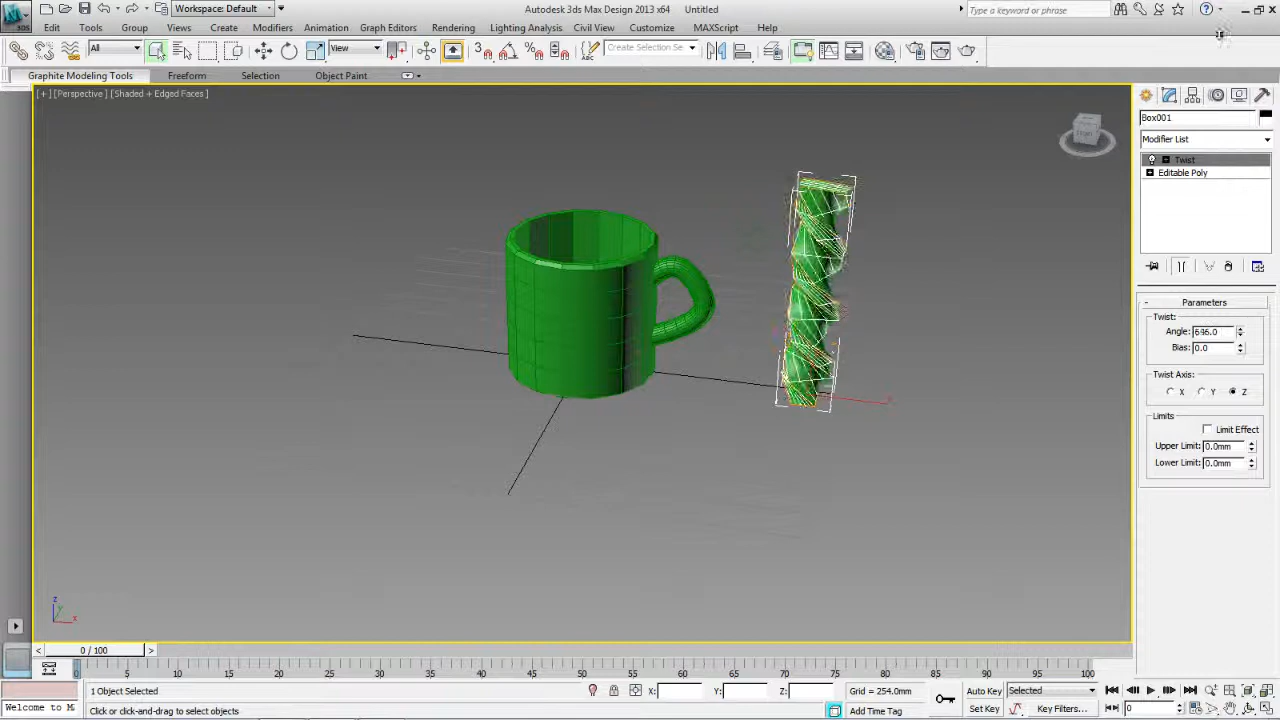 Workspace: Default
Autodesk 3ds Max Design 2013 x64 Untitled
Type a keyword or phrase
Edit Tools Group Views Create Modifiers Animation Graph Editors Rendering Lighting Analysis Civil View Customize MAXScript Help
All View Create Selection Se
Graphite Modeling Tools Freeform Selection Object Paint
[ + ] [Perspective ] [Shaded + Edged Faces ]
Box001
Modifier List
Twist
Editable Poly
Parameters
Twist:
Angle: 696.0
Bias: 0.0
Twist Axis:
X Y Z
Limits
Limit Effect
Upper Limit: 0.0mm
Lower Limit: 0.0mm
z
y
x
0 / 100
0 5 10 15 20 25 30 35 40 45 50 55 60 65 70 75 80 85 90 95 100
1 Object Selected X: Y: Z: Grid = 254.0mm Auto Key Selected
Welcome to M Click or click-and-drag to select objects Add Time Tag Set Key Key Filters... 0